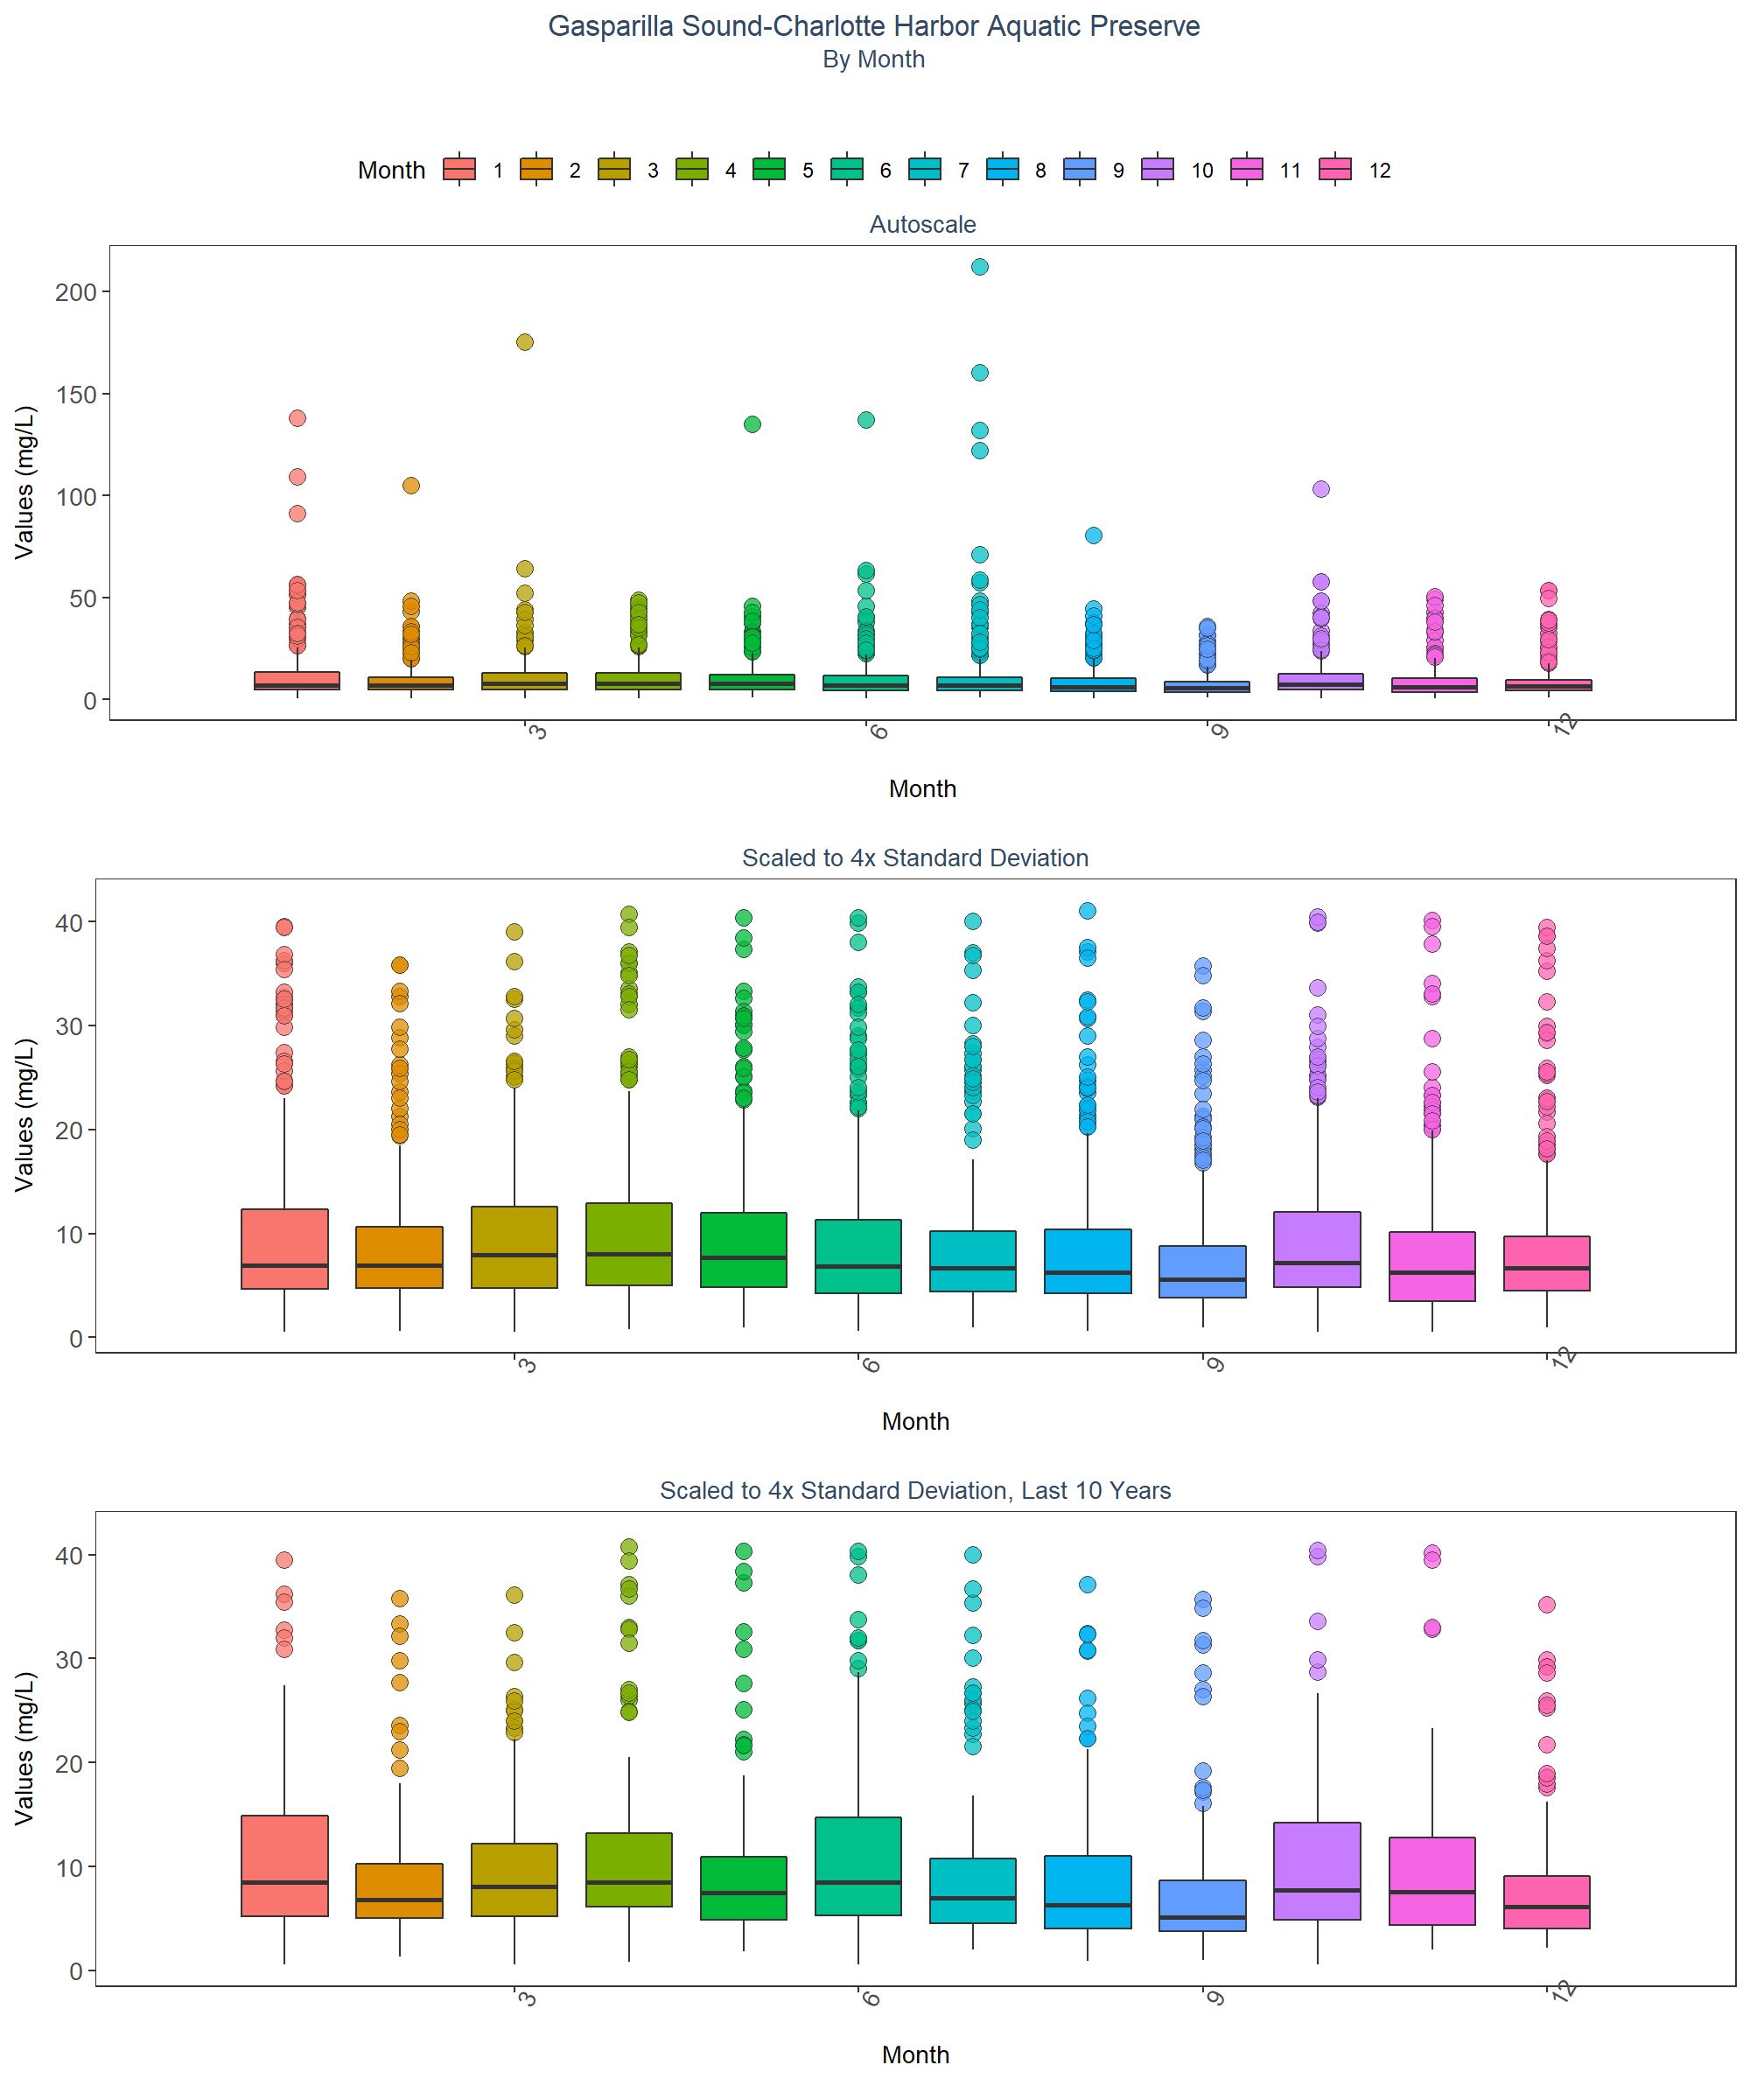 Gasparilla Sound-Charlotte Harbor Aquatic Preserve
By Month
Month 1 2 3 4 5 6 7 8 9 10 11 12
Autoscale
Values (mg/L)
200
150
100
50
0
3 6 9 12
Month
Scaled to 4x Standard Deviation
Values (mg/L)
40
30
20
10
0
3 6 9 12
Month
Scaled to 4x Standard Deviation, Last 10 Years
Values (mg/L)
40
30
20
10
0
3 6 9 12
Month